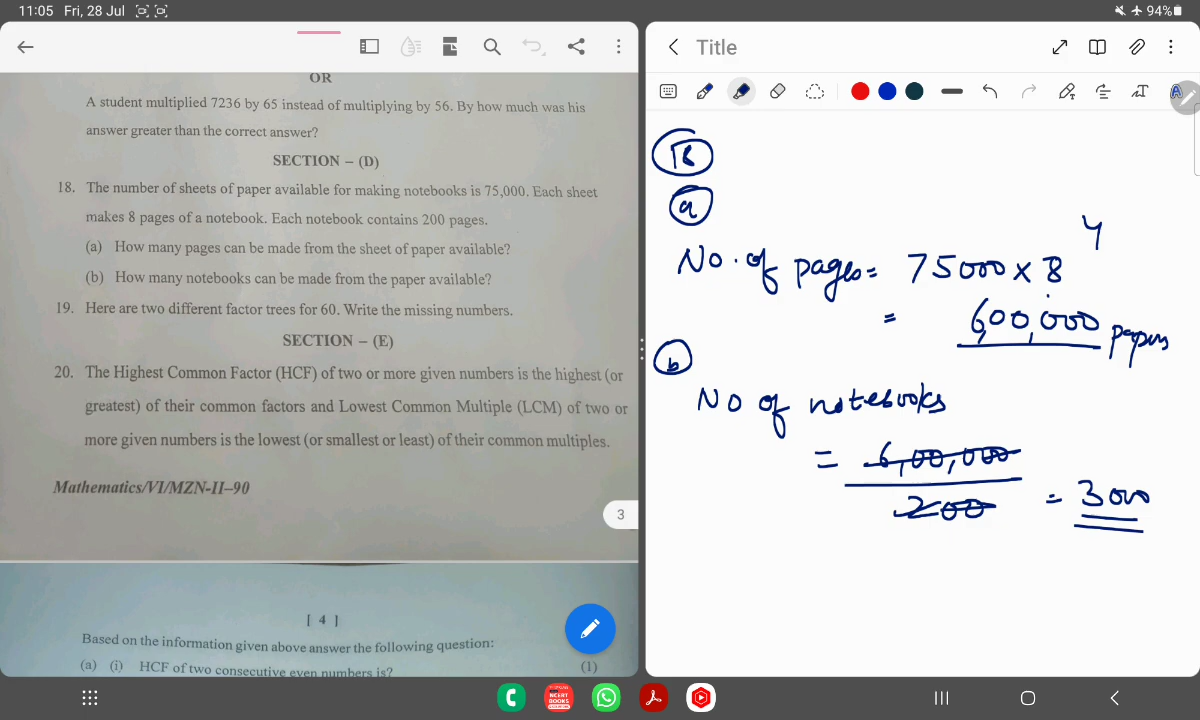 11:05 Fri, 28 Jul 94%
OR
A student multiplied 7236 by 65 instead of multiplying by 56. By how much was his
answer greater than the correct answer?
SECTION – (D)
18. The number of sheets of paper available for making notebooks is 75,000. Each sheet
makes 8 pages of a notebook. Each notebook contains 200 pages.
(a) How many pages can be made from the sheet of paper available?
(b) How many notebooks can be made from the paper available?
19. Here are two different factor trees for 60. Write the missing numbers.
SECTION – (E)
20. The Highest Common Factor (HCF) of two or more given numbers is the highest (or
greatest) of their common factors and Lowest Common Multiple (LCM) of two or
more given numbers is the lowest (or smallest or least) of their common multiples.
Mathematics/VI/MZN-II–90
3
[ 4 ]
Based on the information given above answer the following question:
(a) (i) HCF of two consecutive even numbers is? (1)
Title
18
a
4
No. of pages = 75000 × 8
= 600,000 papers
b
No of notebooks
= 6,00,000
200 = 3000
NCERT
BOOKS